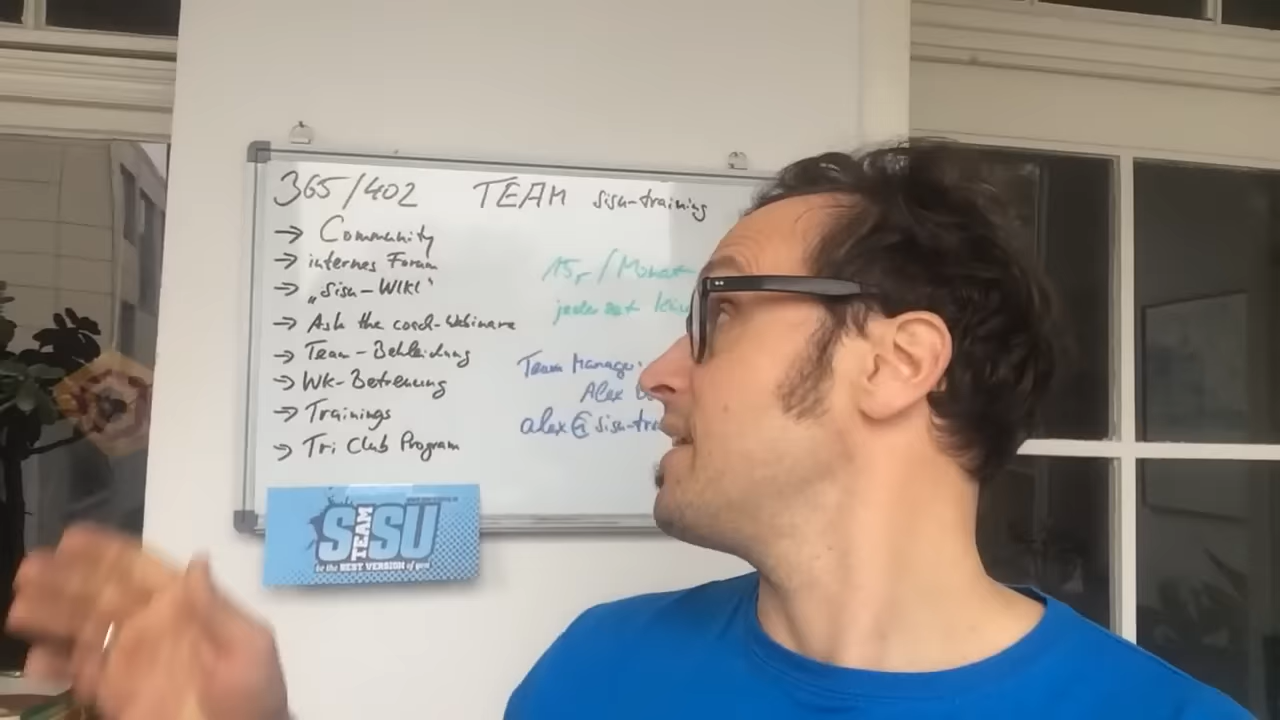 365/402 TEAM sisu-training
→ Community
→ internes Forum
→ „Sisu-WIKI"
→ Ask the coach-Webinare
→ Team-Bekleidung
→ WK-Betreuung
→ Trainings
→ Tri Club Program
15,-/Monat
jederzeit
Team Manager
Alex
alex@sisu-tra
TEAM SISU
be the BEST VERSION of you!